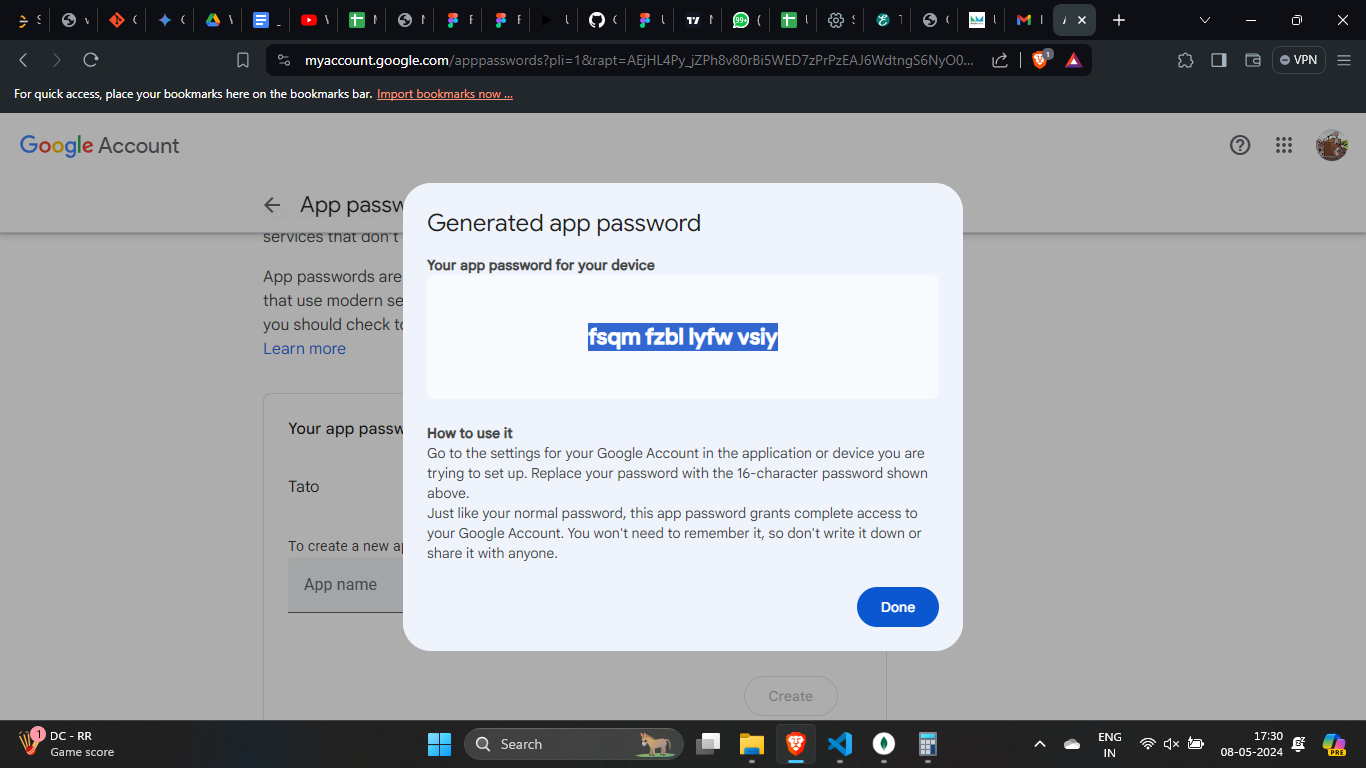 myaccount.google.com/apppasswords?pli=1&rapt=AEjHL4Py_jZPh8v80rBi5WED7zPrPzEAJ6WdtngS6NyO0...
1
VPN
For quick access, place your bookmarks here on the bookmarks bar. Import bookmarks now ...
Google Account
App passw
services that don't
App passwords are
that use modern se
you should check to
Learn more
Your app passw
Tato
To create a new ap
App name
Create
Generated app password
Your app password for your device
fsqm fzbl lyfw vsiy
How to use it
Go to the settings for your Google Account in the application or device you are
trying to set up. Replace your password with the 16-character password shown
above.
Just like your normal password, this app password grants complete access to
your Google Account. You won't need to remember it, so don't write it down or
share it with anyone.
Done
1
DC - RR
Game score
Search
ENG
IN
17:30
08-05-2024
PRE